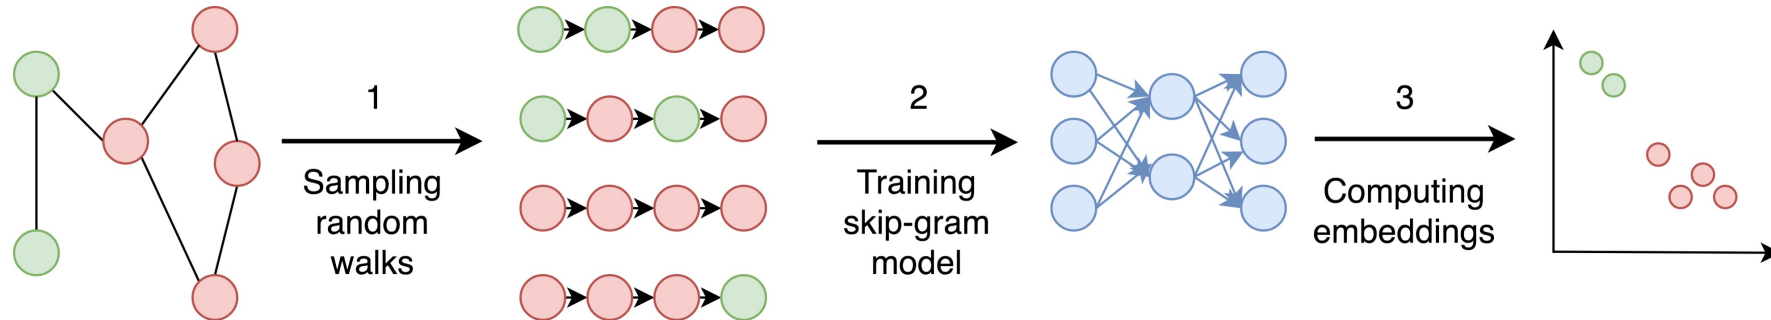 1
Sampling
random
walks
2
Training
skip-gram
model
3
Computing
embeddings